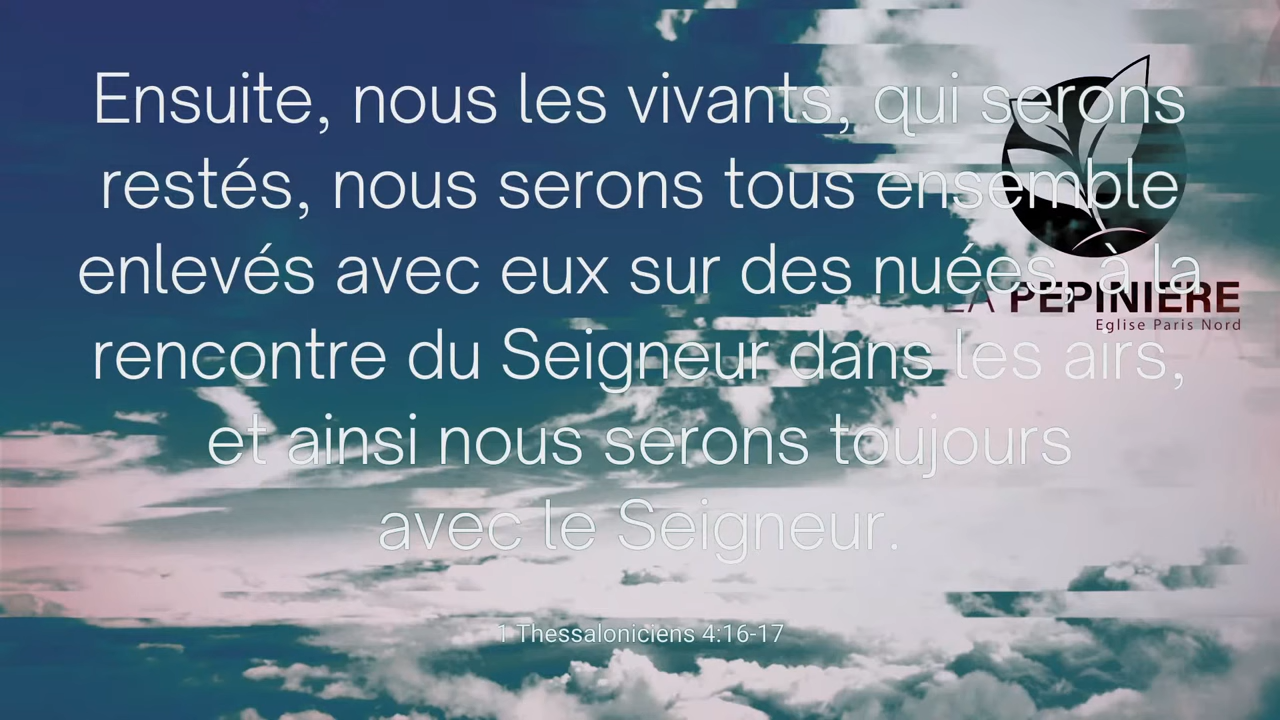 Ensuite, nous les vivants, qui serons
restés, nous serons tous ensemble
enlevés avec eux sur des nuées, à la
rencontre du Seigneur dans les airs,
et ainsi nous serons toujours
avec le Seigneur.
1 Thessaloniciens 4:16-17
LA PEPINIERE
Eglise Paris Nord